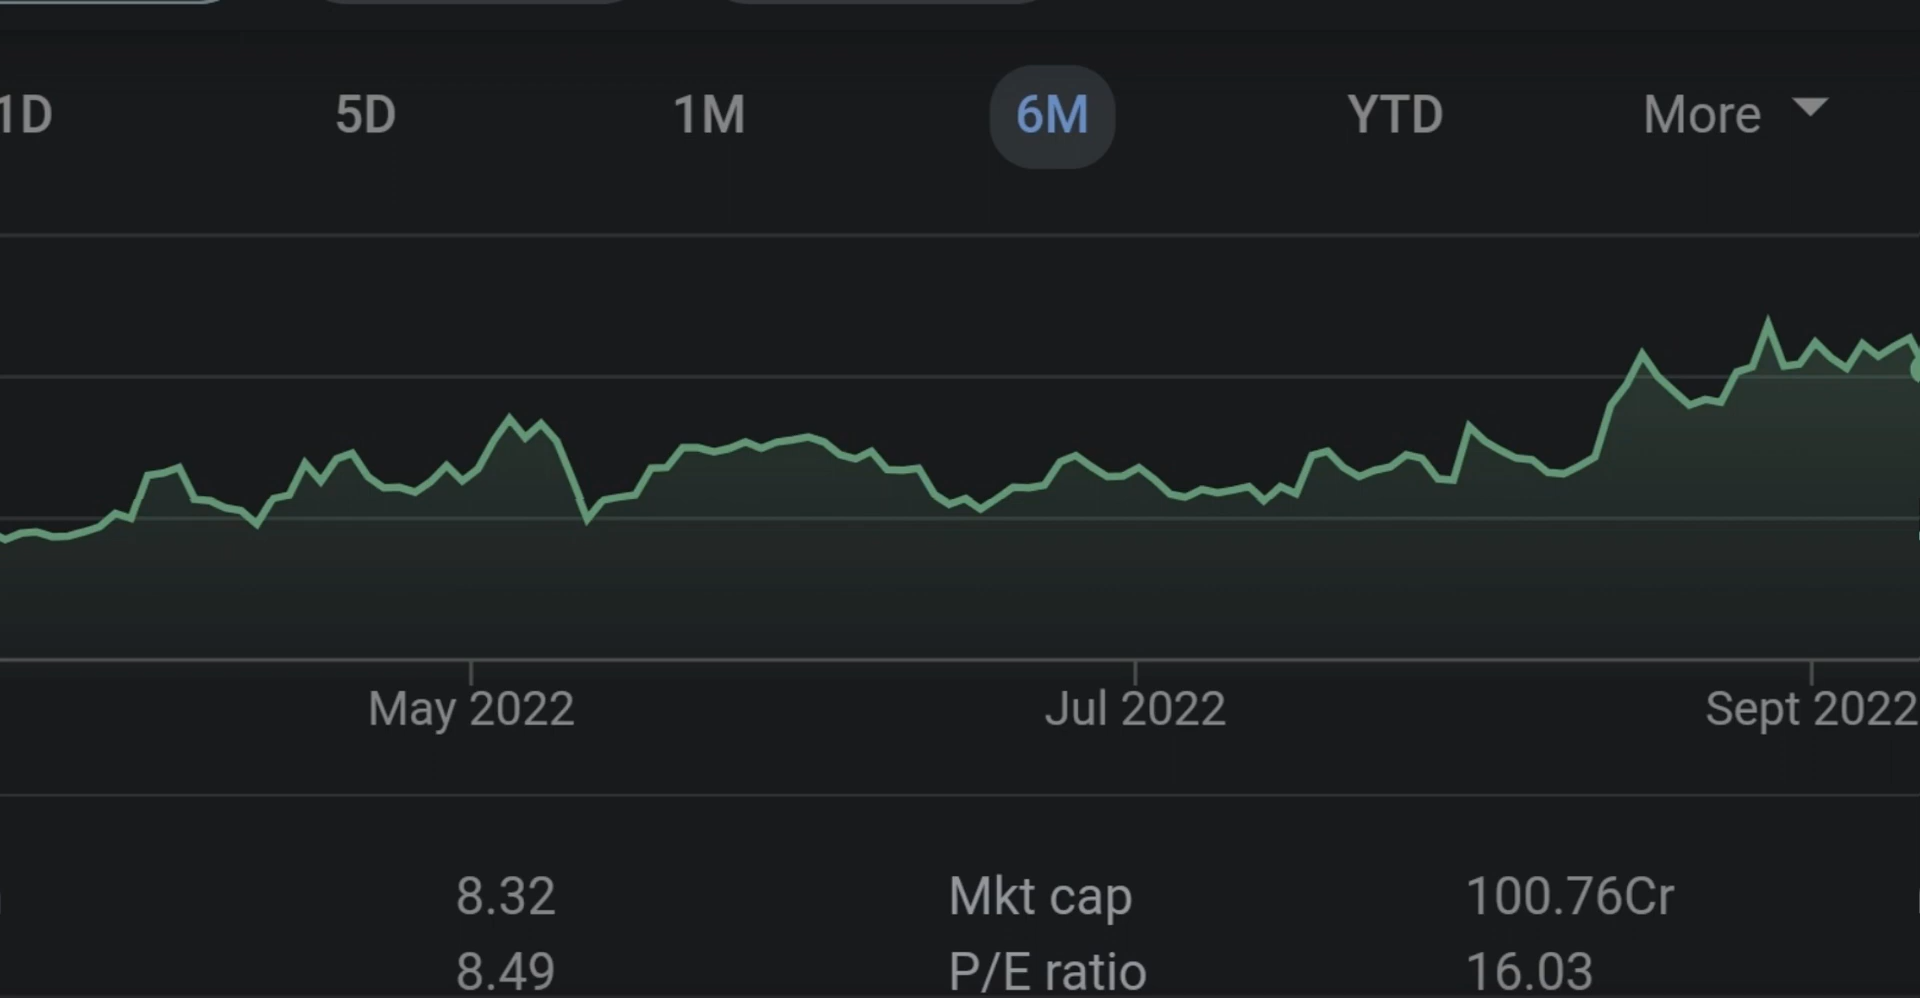 1D 5D 1M 6M YTD More
May 2022 Jul 2022 Sept 2022
8.32 Mkt cap 100.76Cr
8.49 P/E ratio 16.03